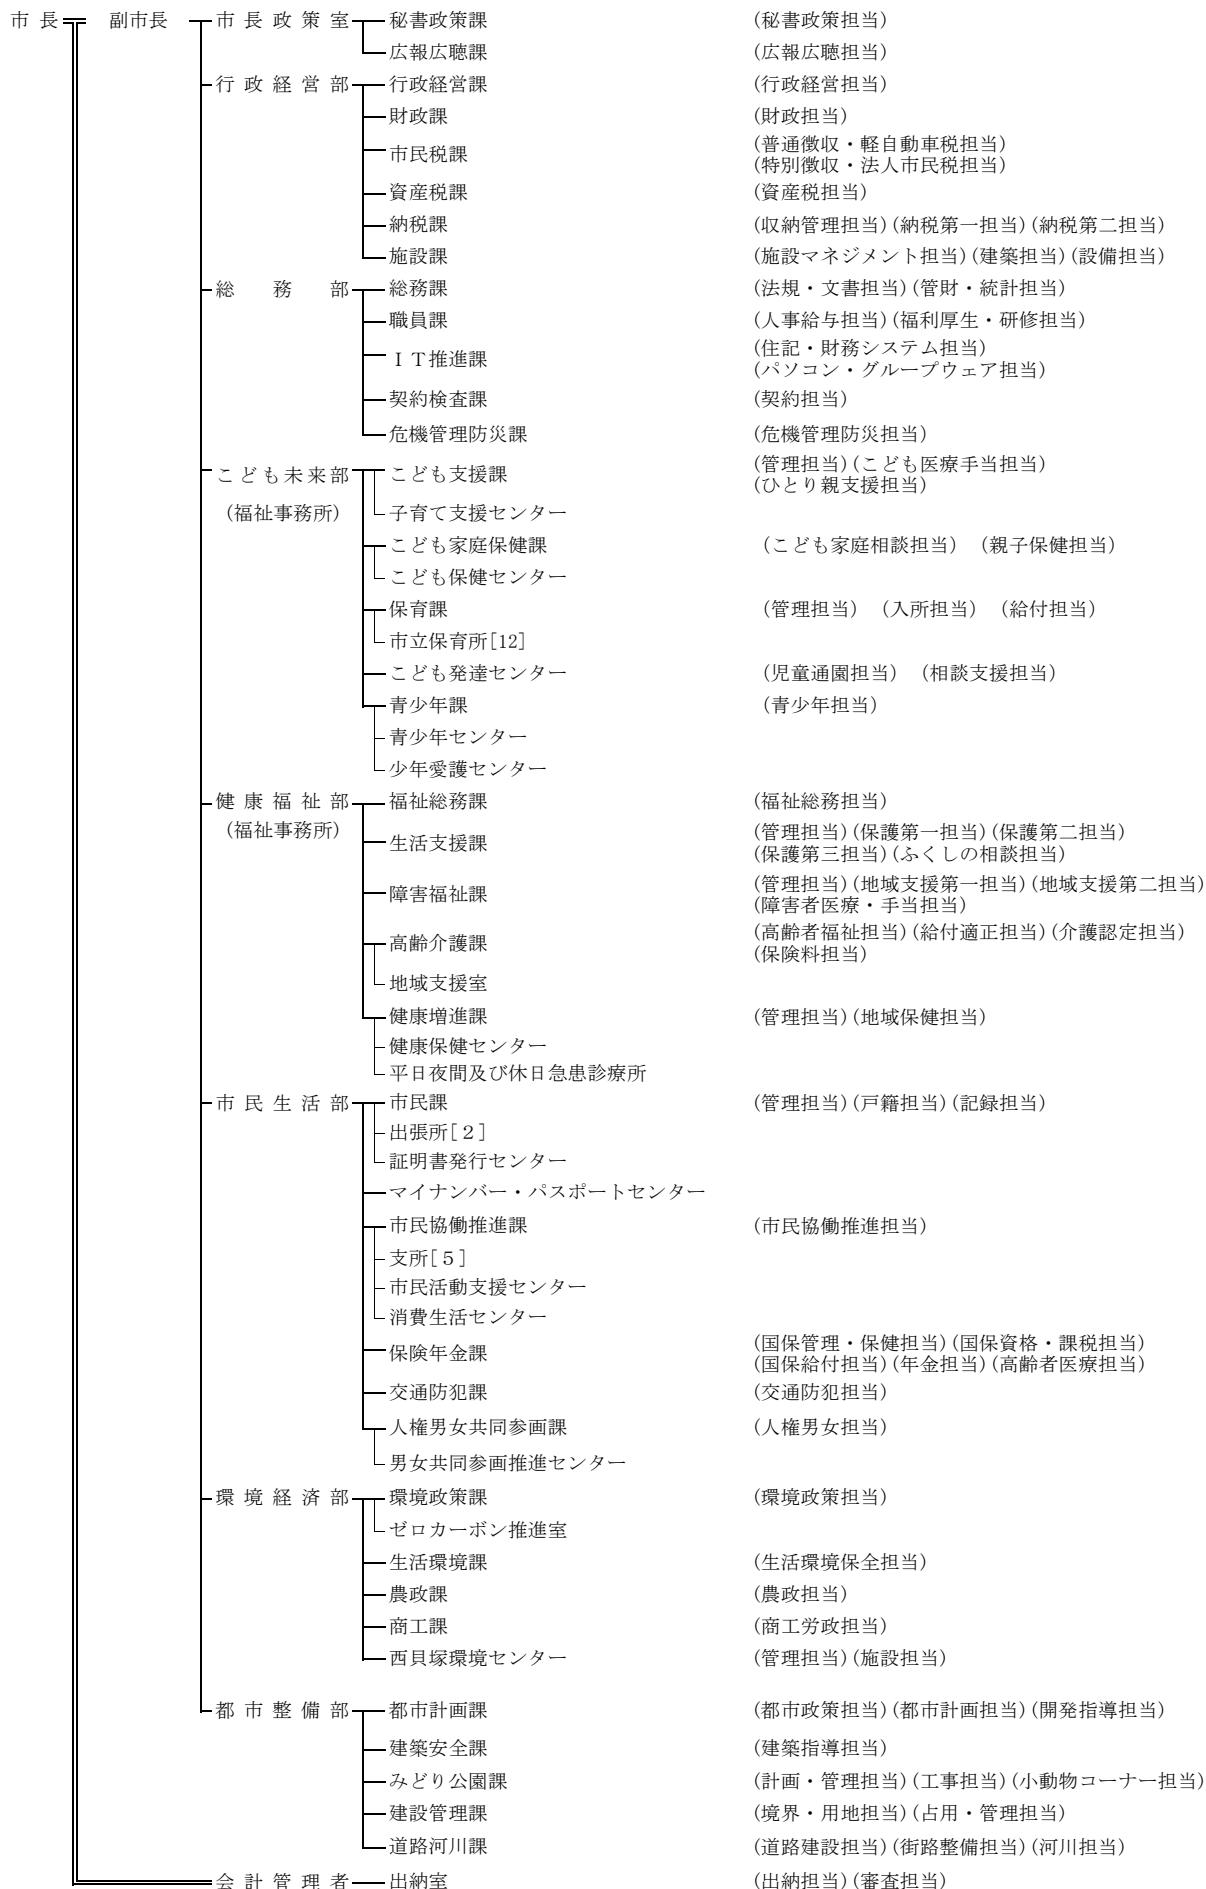 市長 副市長 市長政策室 秘書政策課 (秘書政策担当)
広報広聴課 (広報広聴担当)
行政経営部 行政経営課 (行政経営担当)
財政課 (財政担当)
市民税課 (普通徴収・軽自動車税担当)
(特別徴収・法人市民税担当)
資産税課 (資産税担当)
納税課 (収納管理担当)(納税第一担当)(納税第二担当)
施設課 (施設マネジメント担当)(建築担当)(設備担当)
総務部 総務課 (法規・文書担当)(管財・統計担当)
職員課 (人事給与担当)(福利厚生・研修担当)
ＩＴ推進課 (住記・財務システム担当)
(パソコン・グループウェア担当)
契約検査課 (契約担当)
危機管理防災課 (危機管理防災担当)
こども未来部 こども支援課 (管理担当)(こども医療手当担当)
(ひとり親支援担当)
(福祉事務所) 子育て支援センター
こども家庭保健課 (こども家庭相談担当) (親子保健担当)
こども保健センター
保育課 (管理担当) (入所担当) (給付担当)
市立保育所[12]
こども発達センター (児童通園担当) (相談支援担当)
青少年課 (青少年担当)
青少年センター
少年愛護センター
健康福祉部 福祉総務課 (福祉総務担当)
(福祉事務所) 生活支援課 (管理担当)(保護第一担当)(保護第二担当)
(保護第三担当)(ふくしの相談担当)
障害福祉課 (管理担当)(地域支援第一担当)(地域支援第二担当)
(障害者医療・手当担当)
高齢介護課 (高齢者福祉担当)(給付適正担当)(介護認定担当)
(保険料担当)
地域支援室
健康増進課 (管理担当)(地域保健担当)
健康保健センター
平日夜間及び休日急患診療所
市民生活部 市民課 (管理担当)(戸籍担当)(記録担当)
出張所[２]
証明書発行センター
マイナンバー・パスポートセンター
市民協働推進課 (市民協働推進担当)
支所[５]
市民活動支援センター
消費生活センター
保険年金課 (国保管理・保健担当)(国保資格・課税担当)
(国保給付担当)(年金担当)(高齢者医療担当)
交通防犯課 (交通防犯担当)
人権男女共同参画課 (人権男女担当)
男女共同参画推進センター
環境経済部 環境政策課 (環境政策担当)
ゼロカーボン推進室
生活環境課 (生活環境保全担当)
農政課 (農政担当)
商工課 (商工労政担当)
西貝塚環境センター (管理担当)(施設担当)
都市整備部 都市計画課 (都市政策担当)(都市計画担当)(開発指導担当)
建築安全課 (建築指導担当)
みどり公園課 (計画・管理担当)(工事担当)(小動物コーナー担当)
建設管理課 (境界・用地担当)(占用・管理担当)
道路河川課 (道路建設担当)(街路整備担当)(河川担当)
会計管理者 出納室 (出納担当)(審査担当)